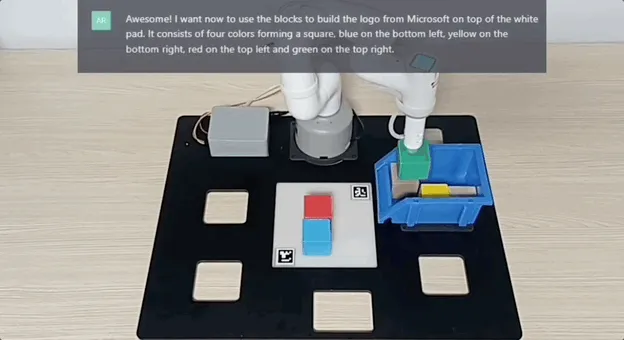 AR
Awesome! I want now to use the blocks to build the logo from Microsoft on top of the white
pad. It consists of four colors forming a square, blue on the bottom left, yellow on the
bottom right, red on the top left and green on the top right.